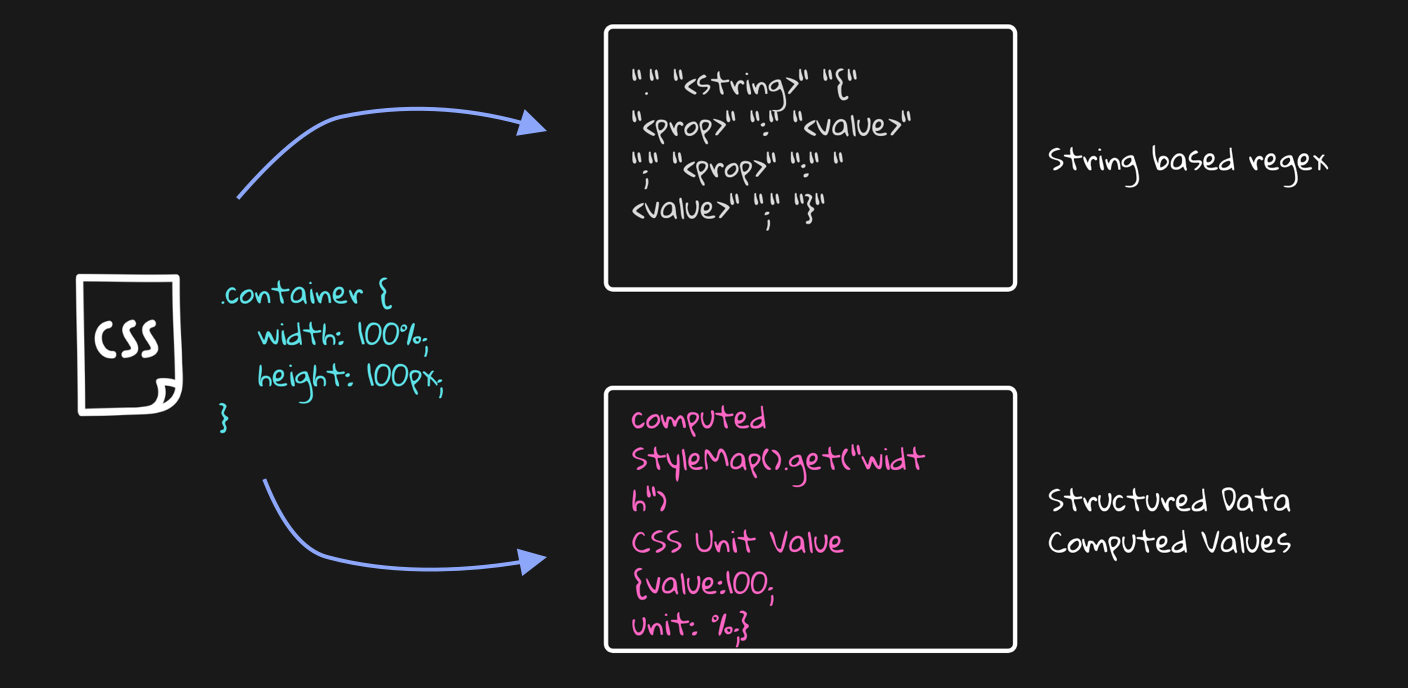 "." "<string>" "{"
"<prop>" ":" "<value>"
";" "<prop>" ":" "
<value>" ";" "}"
String based regex
CSS
.container {
width: 100%;
height: 100px;
}
computed
StyleMap().get("widt
h")
CSS Unit Value
{value:100;
unit: %;}
Structured Data
Computed Values